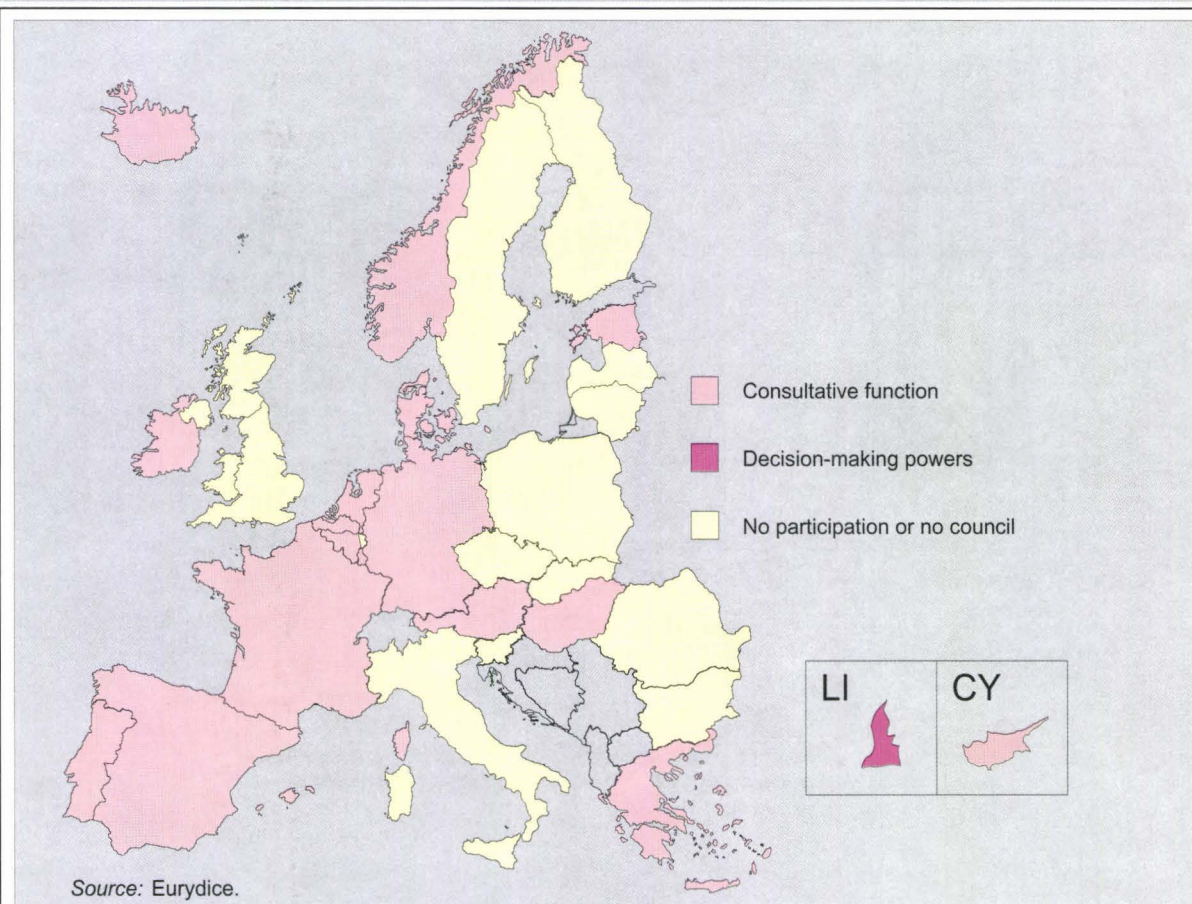 Consultative function
Decision-making powers
No participation or no council
LI
CY
Source: Eurydice.